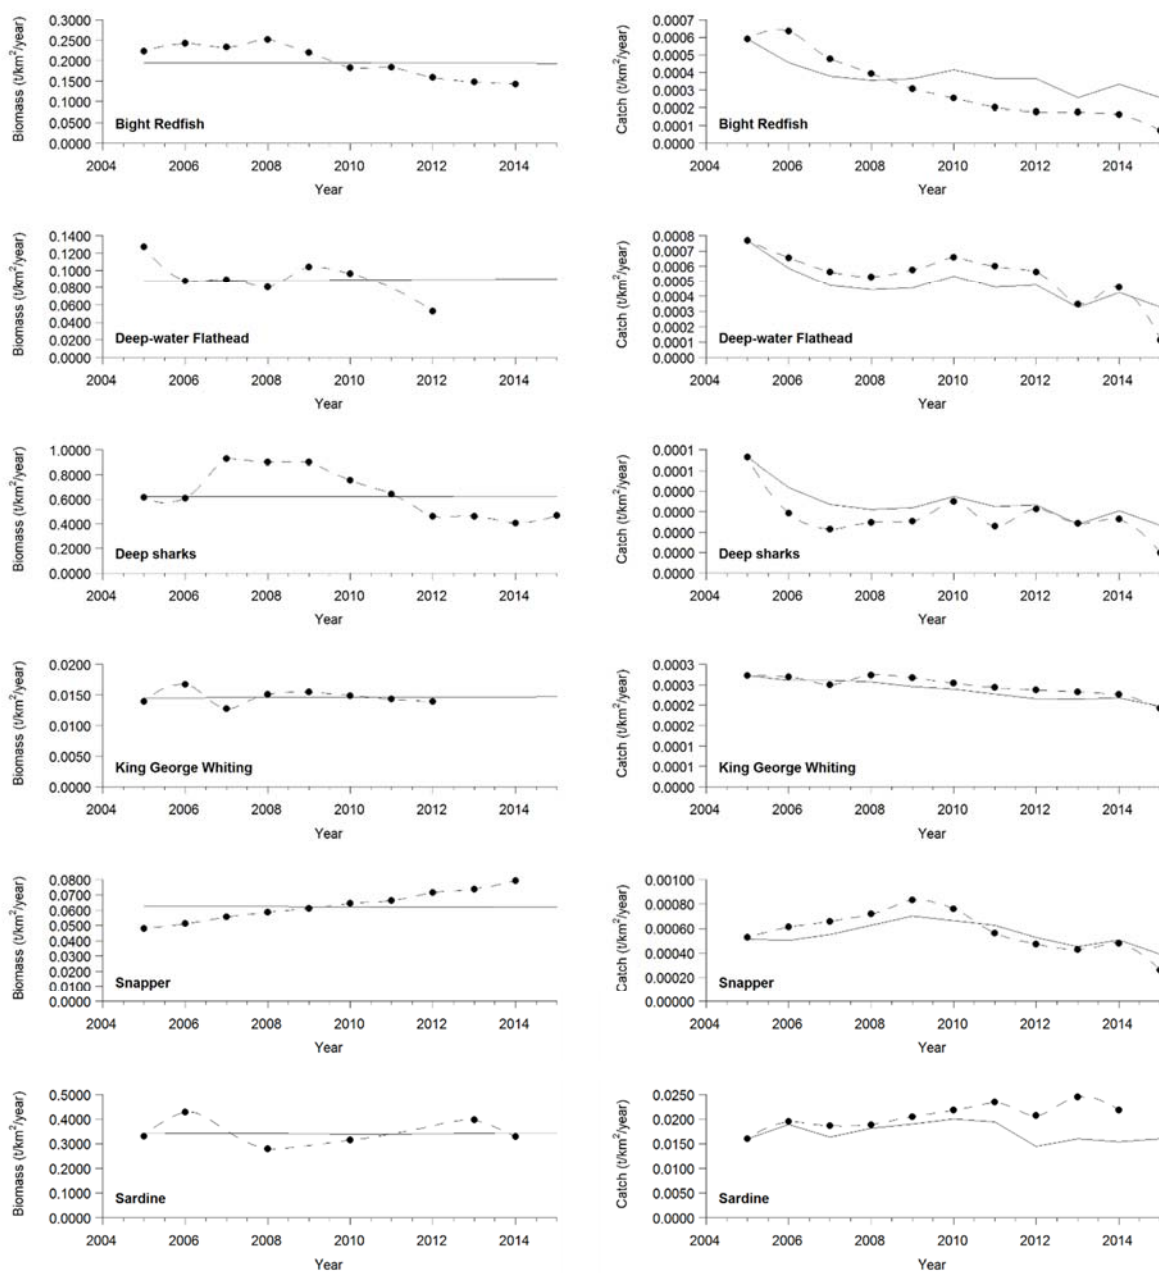 Biomass (t/km²/year)
0.3000
0.2500
0.2000
0.1500
0.1000
0.0500
0.0000
Bight Redfish
2004 2006 2008 2010 2012 2014
Year
Catch (t/km²/year)
0.0007
0.0006
0.0005
0.0004
0.0003
0.0002
0.0001
0.0000
Bight Redfish
2004 2006 2008 2010 2012 2014
Year
Biomass (t/km²/year)
0.1400
0.1200
0.1000
0.0800
0.0600
0.0400
0.0200
0.0000
Deep-water Flathead
2004 2006 2008 2010 2012 2014
Year
Catch (t/km²/year)
0.0008
0.0007
0.0006
0.0005
0.0004
0.0003
0.0002
0.0001
0.0000
Deep-water Flathead
2004 2006 2008 2010 2012 2014
Year
Biomass (t/km²/year)
1.0000
0.8000
0.6000
0.4000
0.2000
0.0000
Deep sharks
2004 2006 2008 2010 2012 2014
Year
Catch (t/km²/year)
0.0001
0.0001
0.0000
0.0000
0.0000
0.0000
0.0000
Deep sharks
2004 2006 2008 2010 2012 2014
Year
Biomass (t/km²/year)
0.0200
0.0150
0.0100
0.0050
0.0000
King George Whiting
2004 2006 2008 2010 2012 2014
Year
Catch (t/km²/year)
0.0003
0.0003
0.0002
0.0002
0.0001
0.0001
0.0000
King George Whiting
2004 2006 2008 2010 2012 2014
Year
Biomass (t/km²/year)
0.0800
0.0700
0.0600
0.0500
0.0400
0.0300
0.0200
0.0100
0.0000
Snapper
2004 2006 2008 2010 2012 2014
Year
Catch (t/km²/year)
0.00100
0.00080
0.00060
0.00040
0.00020
0.00000
Snapper
2004 2006 2008 2010 2012 2014
Year
Biomass (t/km²/year)
0.5000
0.4000
0.3000
0.2000
0.1000
0.0000
Sardine
2004 2006 2008 2010 2012 2014
Year
Catch (t/km²/year)
0.0250
0.0200
0.0150
0.0100
0.0050
0.0000
Sardine
2004 2006 2008 2010 2012 2014
Year